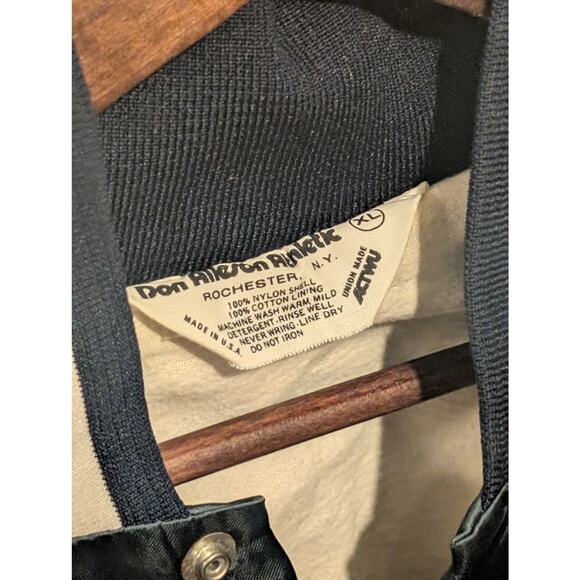 Don Alleson Athletic
XL
ROCHESTER, N.Y.
100% NYLON SHELL
100% COTTON LINING
MACHINE WASH WARM, MILD
DETERGENT-RINSE WELL
NEVER WRING-LINE DRY
DO NOT IRON
MADE IN U.S.A.
UNION MADE
ACTWU